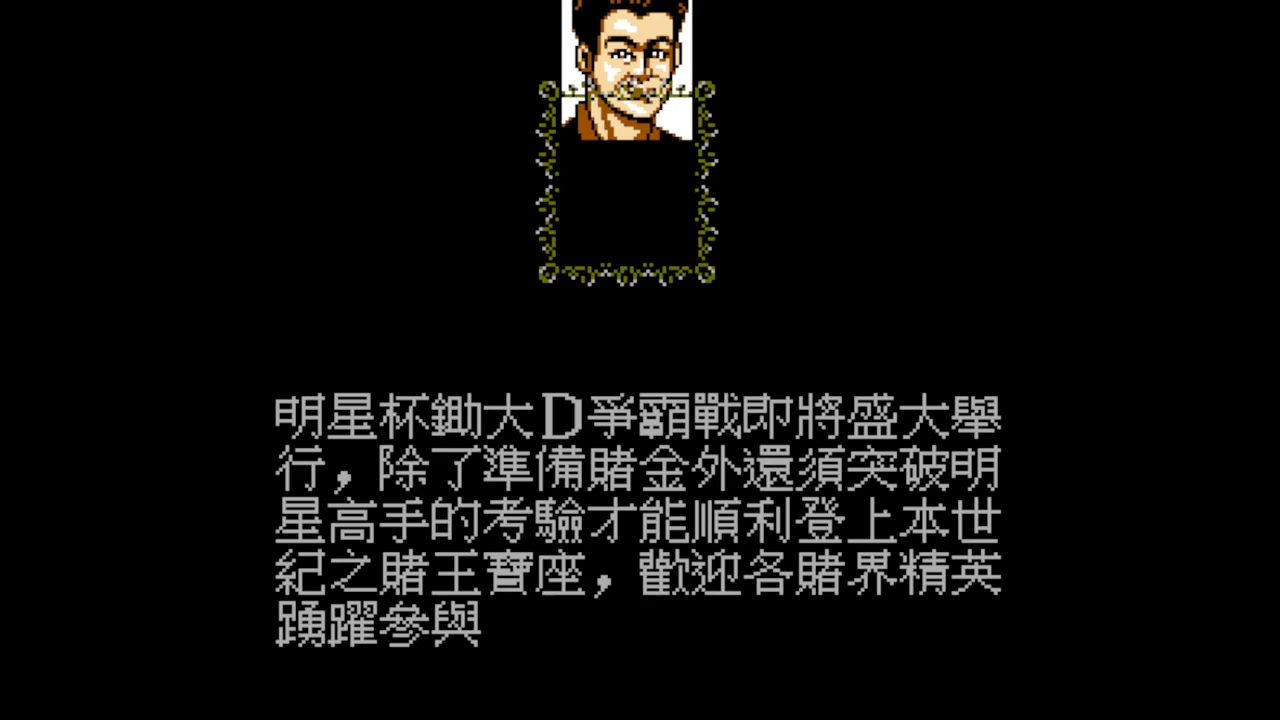 明星杯鋤大D爭霸戰即將盛大舉
行，除了準備賭金外還須突破明
星高手的考驗才能順利登上本世
紀之賭王寶座，歡迎各賭界精英
踴躍參與